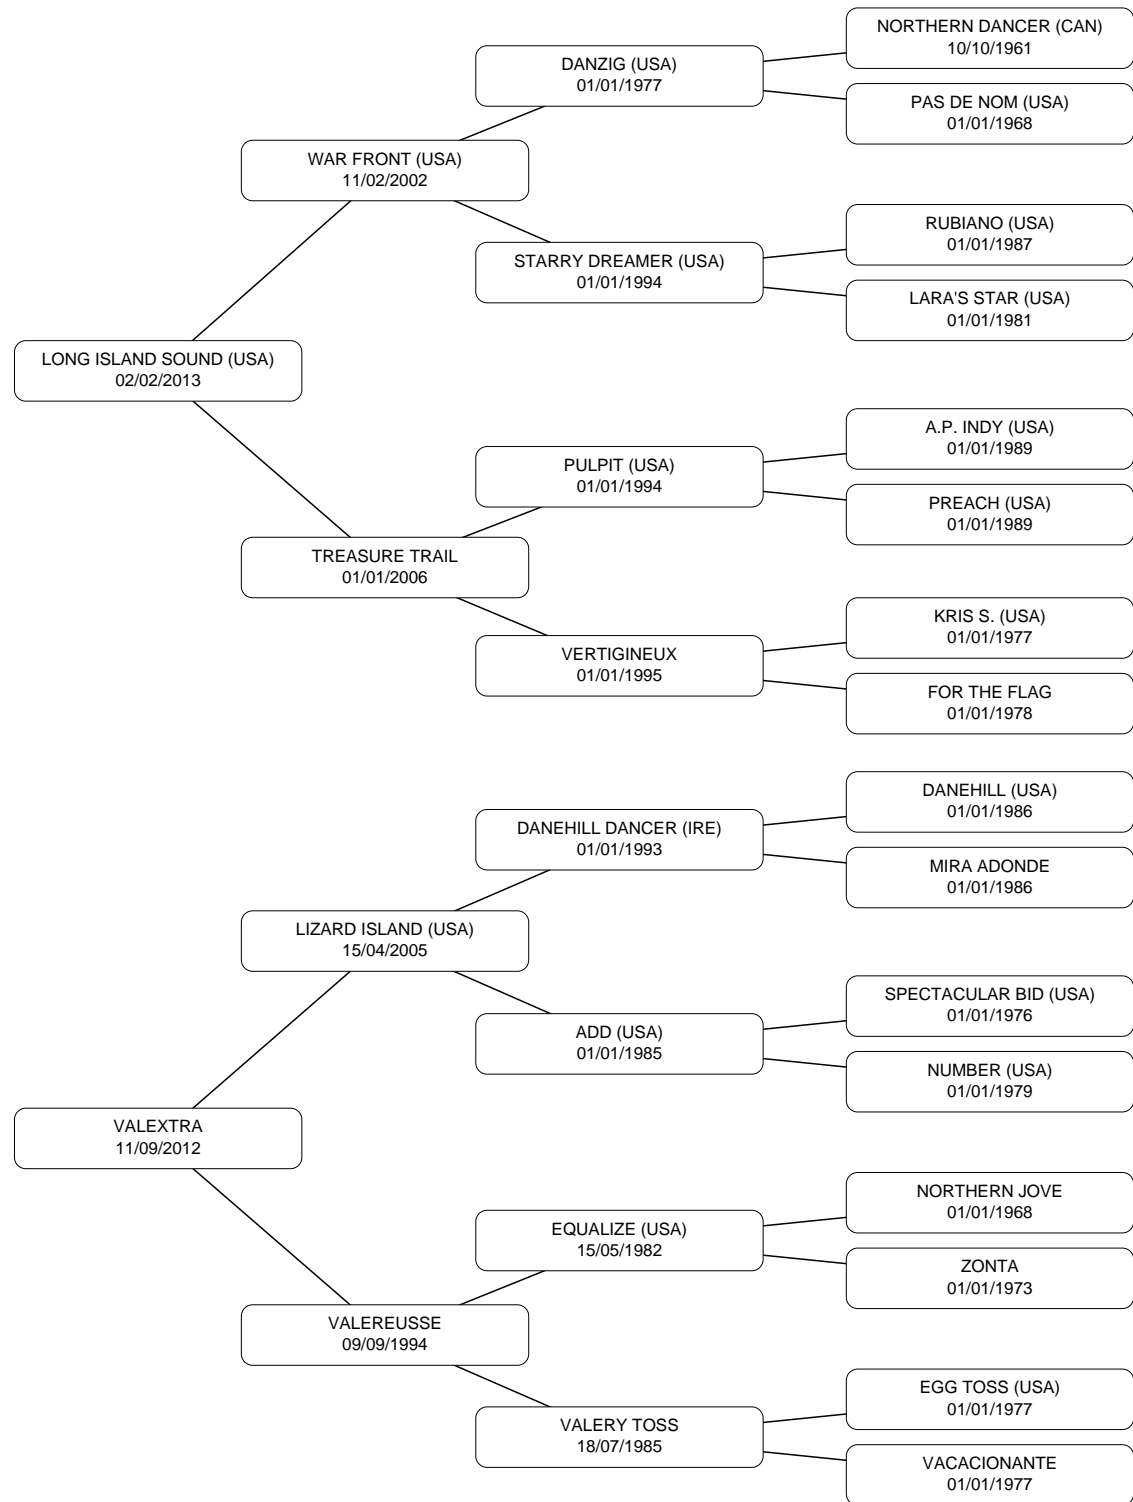 NORTHERN DANCER (CAN)
10/10/1961
DANZIG (USA)
01/01/1977
PAS DE NOM (USA)
01/01/1968
WAR FRONT (USA)
11/02/2002
RUBIANO (USA)
01/01/1987
STARRY DREAMER (USA)
01/01/1994
LARA'S STAR (USA)
01/01/1981
LONG ISLAND SOUND (USA)
02/02/2013
A.P. INDY (USA)
01/01/1989
PULPIT (USA)
01/01/1994
PREACH (USA)
01/01/1989
TREASURE TRAIL
01/01/2006
KRIS S. (USA)
01/01/1977
VERTIGINEUX
01/01/1995
FOR THE FLAG
01/01/1978
DANEHILL (USA)
01/01/1986
DANEHILL DANCER (IRE)
01/01/1993
MIRA ADONDE
01/01/1986
LIZARD ISLAND (USA)
15/04/2005
SPECTACULAR BID (USA)
01/01/1976
ADD (USA)
01/01/1985
NUMBER (USA)
01/01/1979
VALEXTRA
11/09/2012
NORTHERN JOVE
01/01/1968
EQUALIZE (USA)
15/05/1982
ZONTA
01/01/1973
VALEREUSSE
09/09/1994
EGG TOSS (USA)
01/01/1977
VALERY TOSS
18/07/1985
VACACIONANTE
01/01/1977